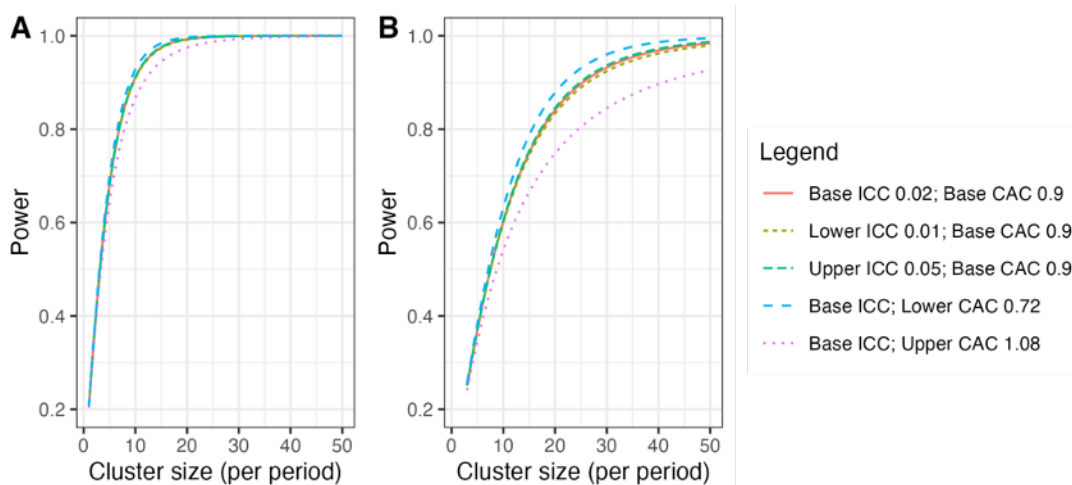 A
B
Power
1.0
0.8
0.6
0.4
0.2
0 10 20 30 40 50
Cluster size (per period)
Power
1.0
0.8
0.6
0.4
0.2
0 10 20 30 40 50
Cluster size (per period)
Legend
Base ICC 0.02; Base CAC 0.9
Lower ICC 0.01; Base CAC 0.9
Upper ICC 0.05; Base CAC 0.9
Base ICC; Lower CAC 0.72
Base ICC; Upper CAC 1.08